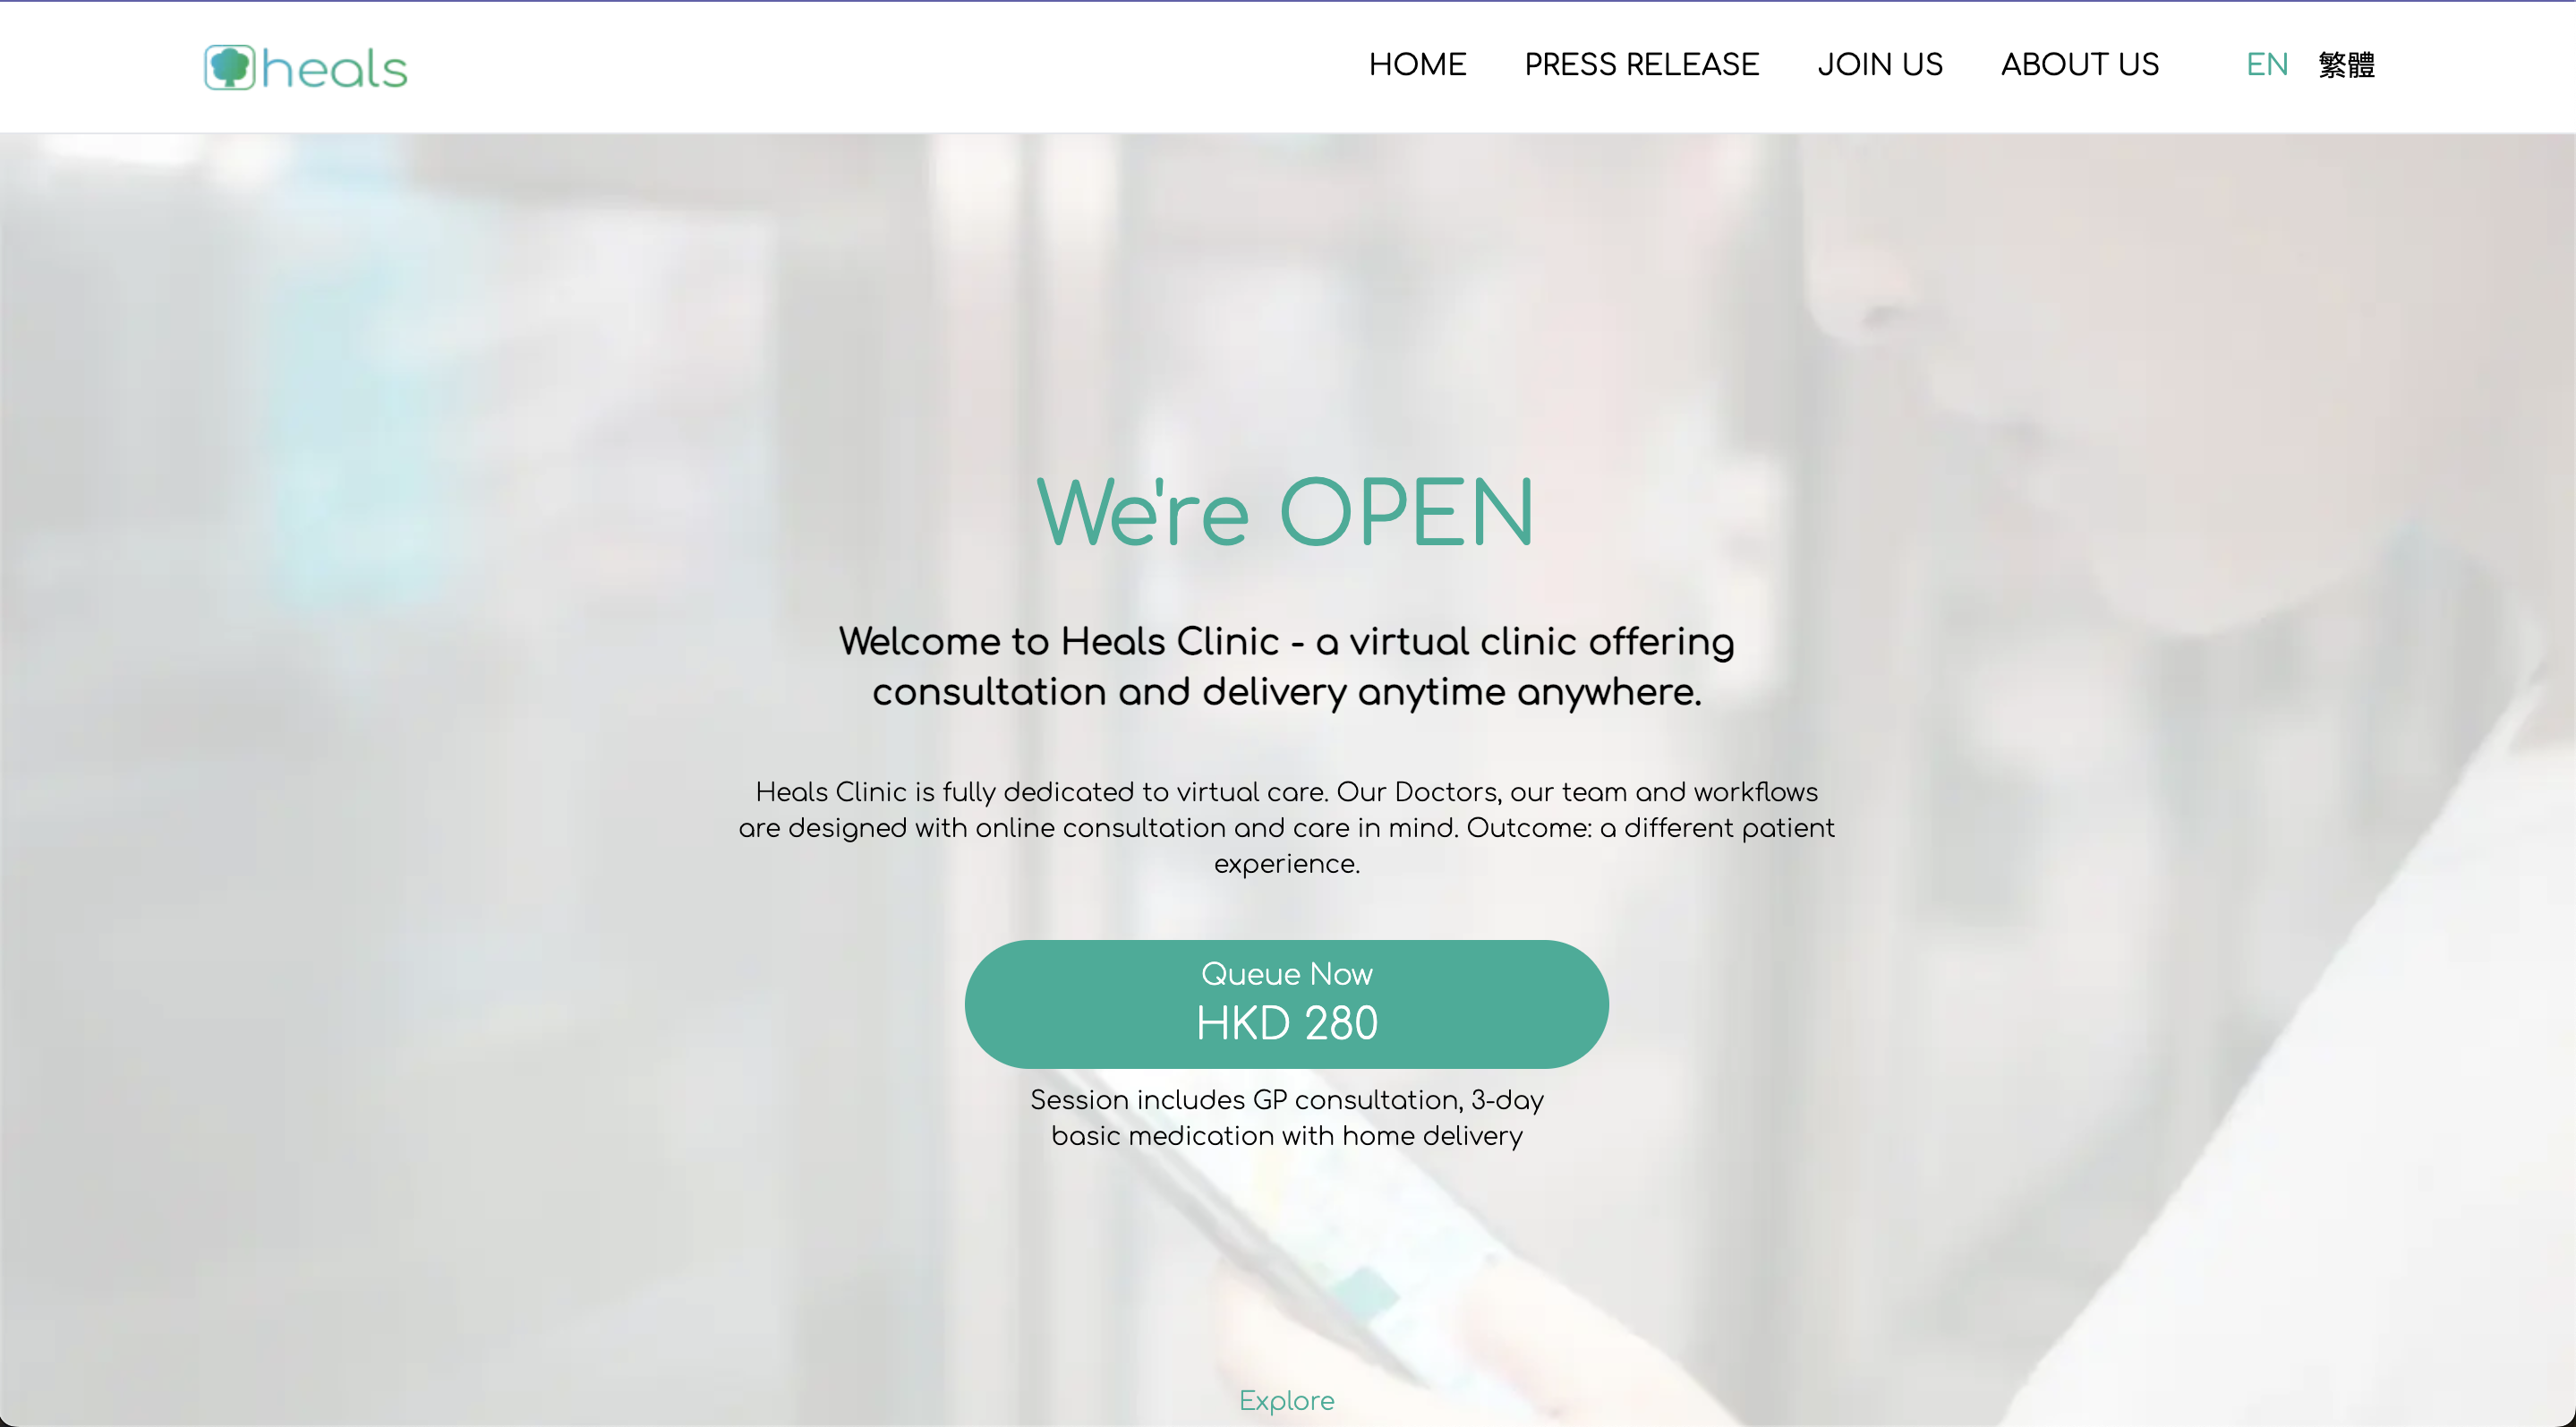 heals
HOME PRESS RELEASE JOIN US ABOUT US EN 繁體
We're OPEN
Welcome to Heals Clinic - a virtual clinic offering
consultation and delivery anytime anywhere.
Heals Clinic is fully dedicated to virtual care. Our Doctors, our team and workflows
are designed with online consultation and care in mind. Outcome: a different patient
experience.
Queue Now
HKD 280
Session includes GP consultation, 3-day
basic medication with home delivery
Explore